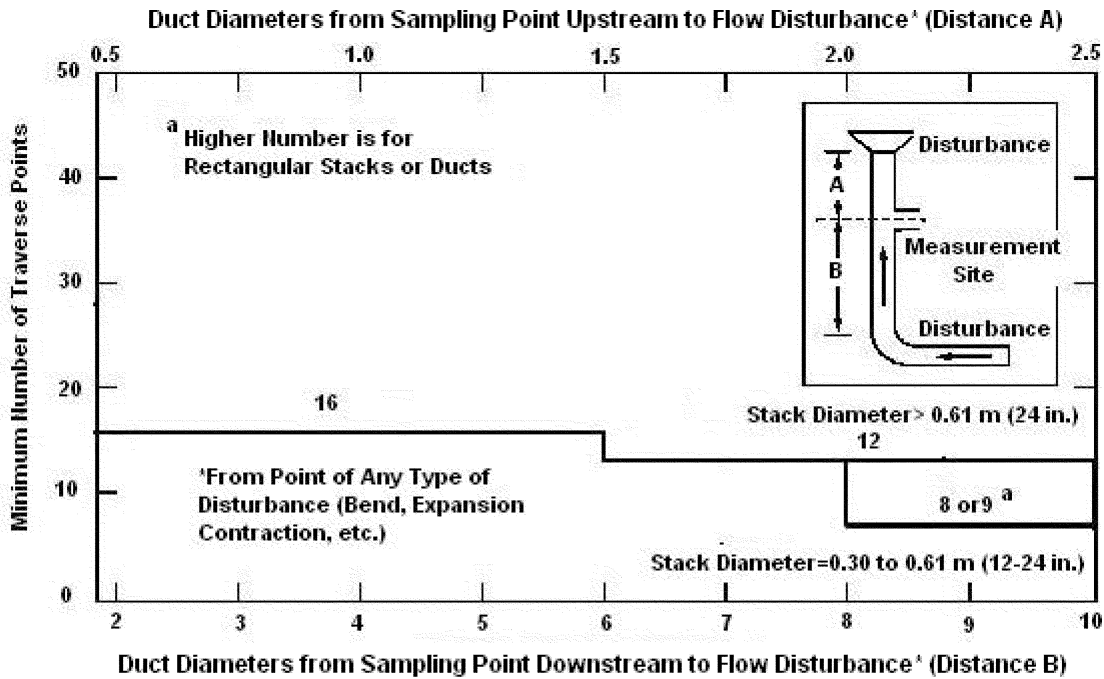 Duct Diameters from Sampling Point Upstream to Flow Disturbance* (Distance A)
0.5 1.0 1.5 2.0 2.5
50
40
30
20
10
0
Minimum Number of Traverse Points
a Higher Number is for
Rectangular Stacks or Ducts
Disturbance
A
Measurement
Site
B
Disturbance
Stack Diameter> 0.61 m (24 in.)
16
12
*From Point of Any Type of
Disturbance (Bend, Expansion
Contraction, etc.)
8 or9 a
Stack Diameter=0.30 to 0.61 m (12-24 in.)
2 3 4 5 6 7 8 9 10
Duct Diameters from Sampling Point Downstream to Flow Disturbance* (Distance B)